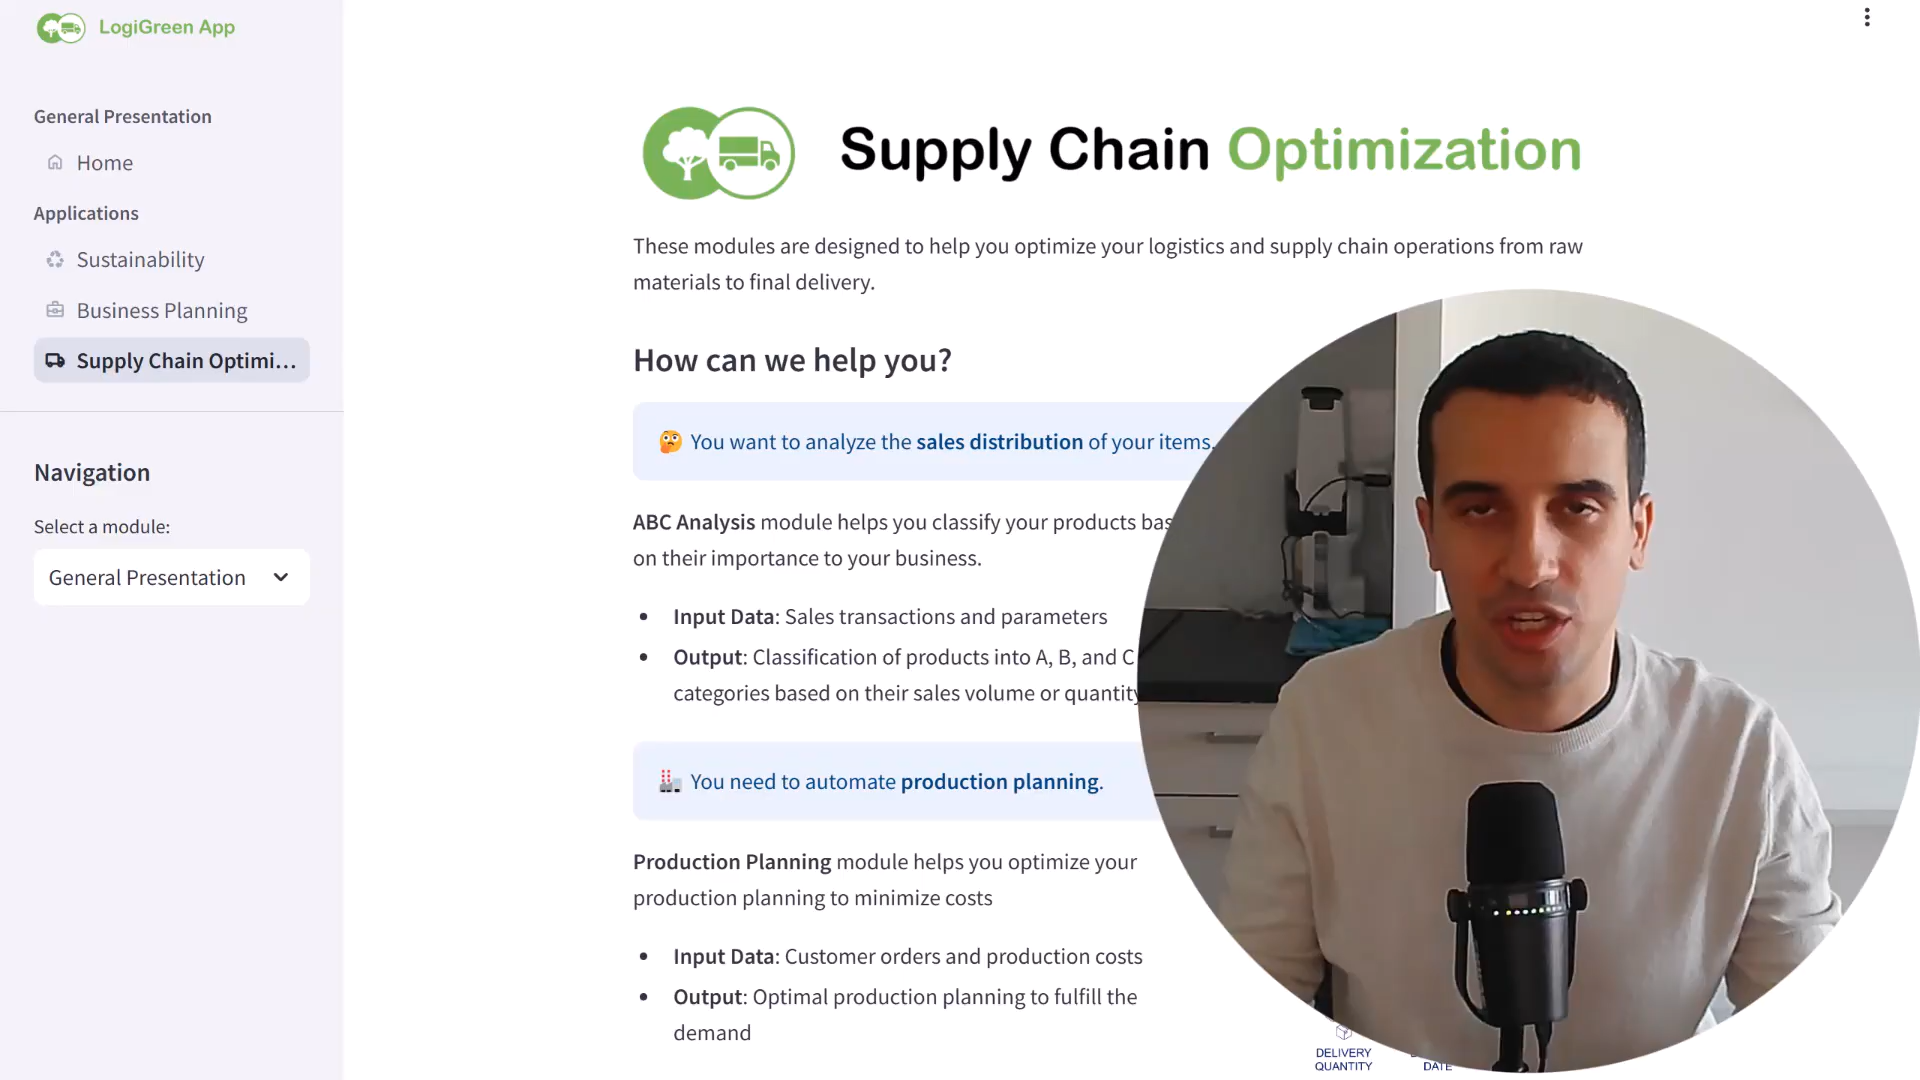 LogiGreen App
General Presentation
Home
Applications
Sustainability
Business Planning
Supply Chain Optimi...
Navigation
Select a module:
General Presentation
Supply Chain Optimization
These modules are designed to help you optimize your logistics and supply chain operations from raw
materials to final delivery.
How can we help you?
You want to analyze the sales distribution of your items.
ABC Analysis module helps you classify your products
on their importance to your business.
Input Data: Sales transactions and parameters
Output: Classification of products into A, B, and C
categories based on their sales volume or quantity
You need to automate production planning.
Production Planning module helps you optimize your
production planning to minimize costs
Input Data: Customer orders and production costs
Output: Optimal production planning to fulfill the
demand
DELIVERY
QUANTITY
DATE